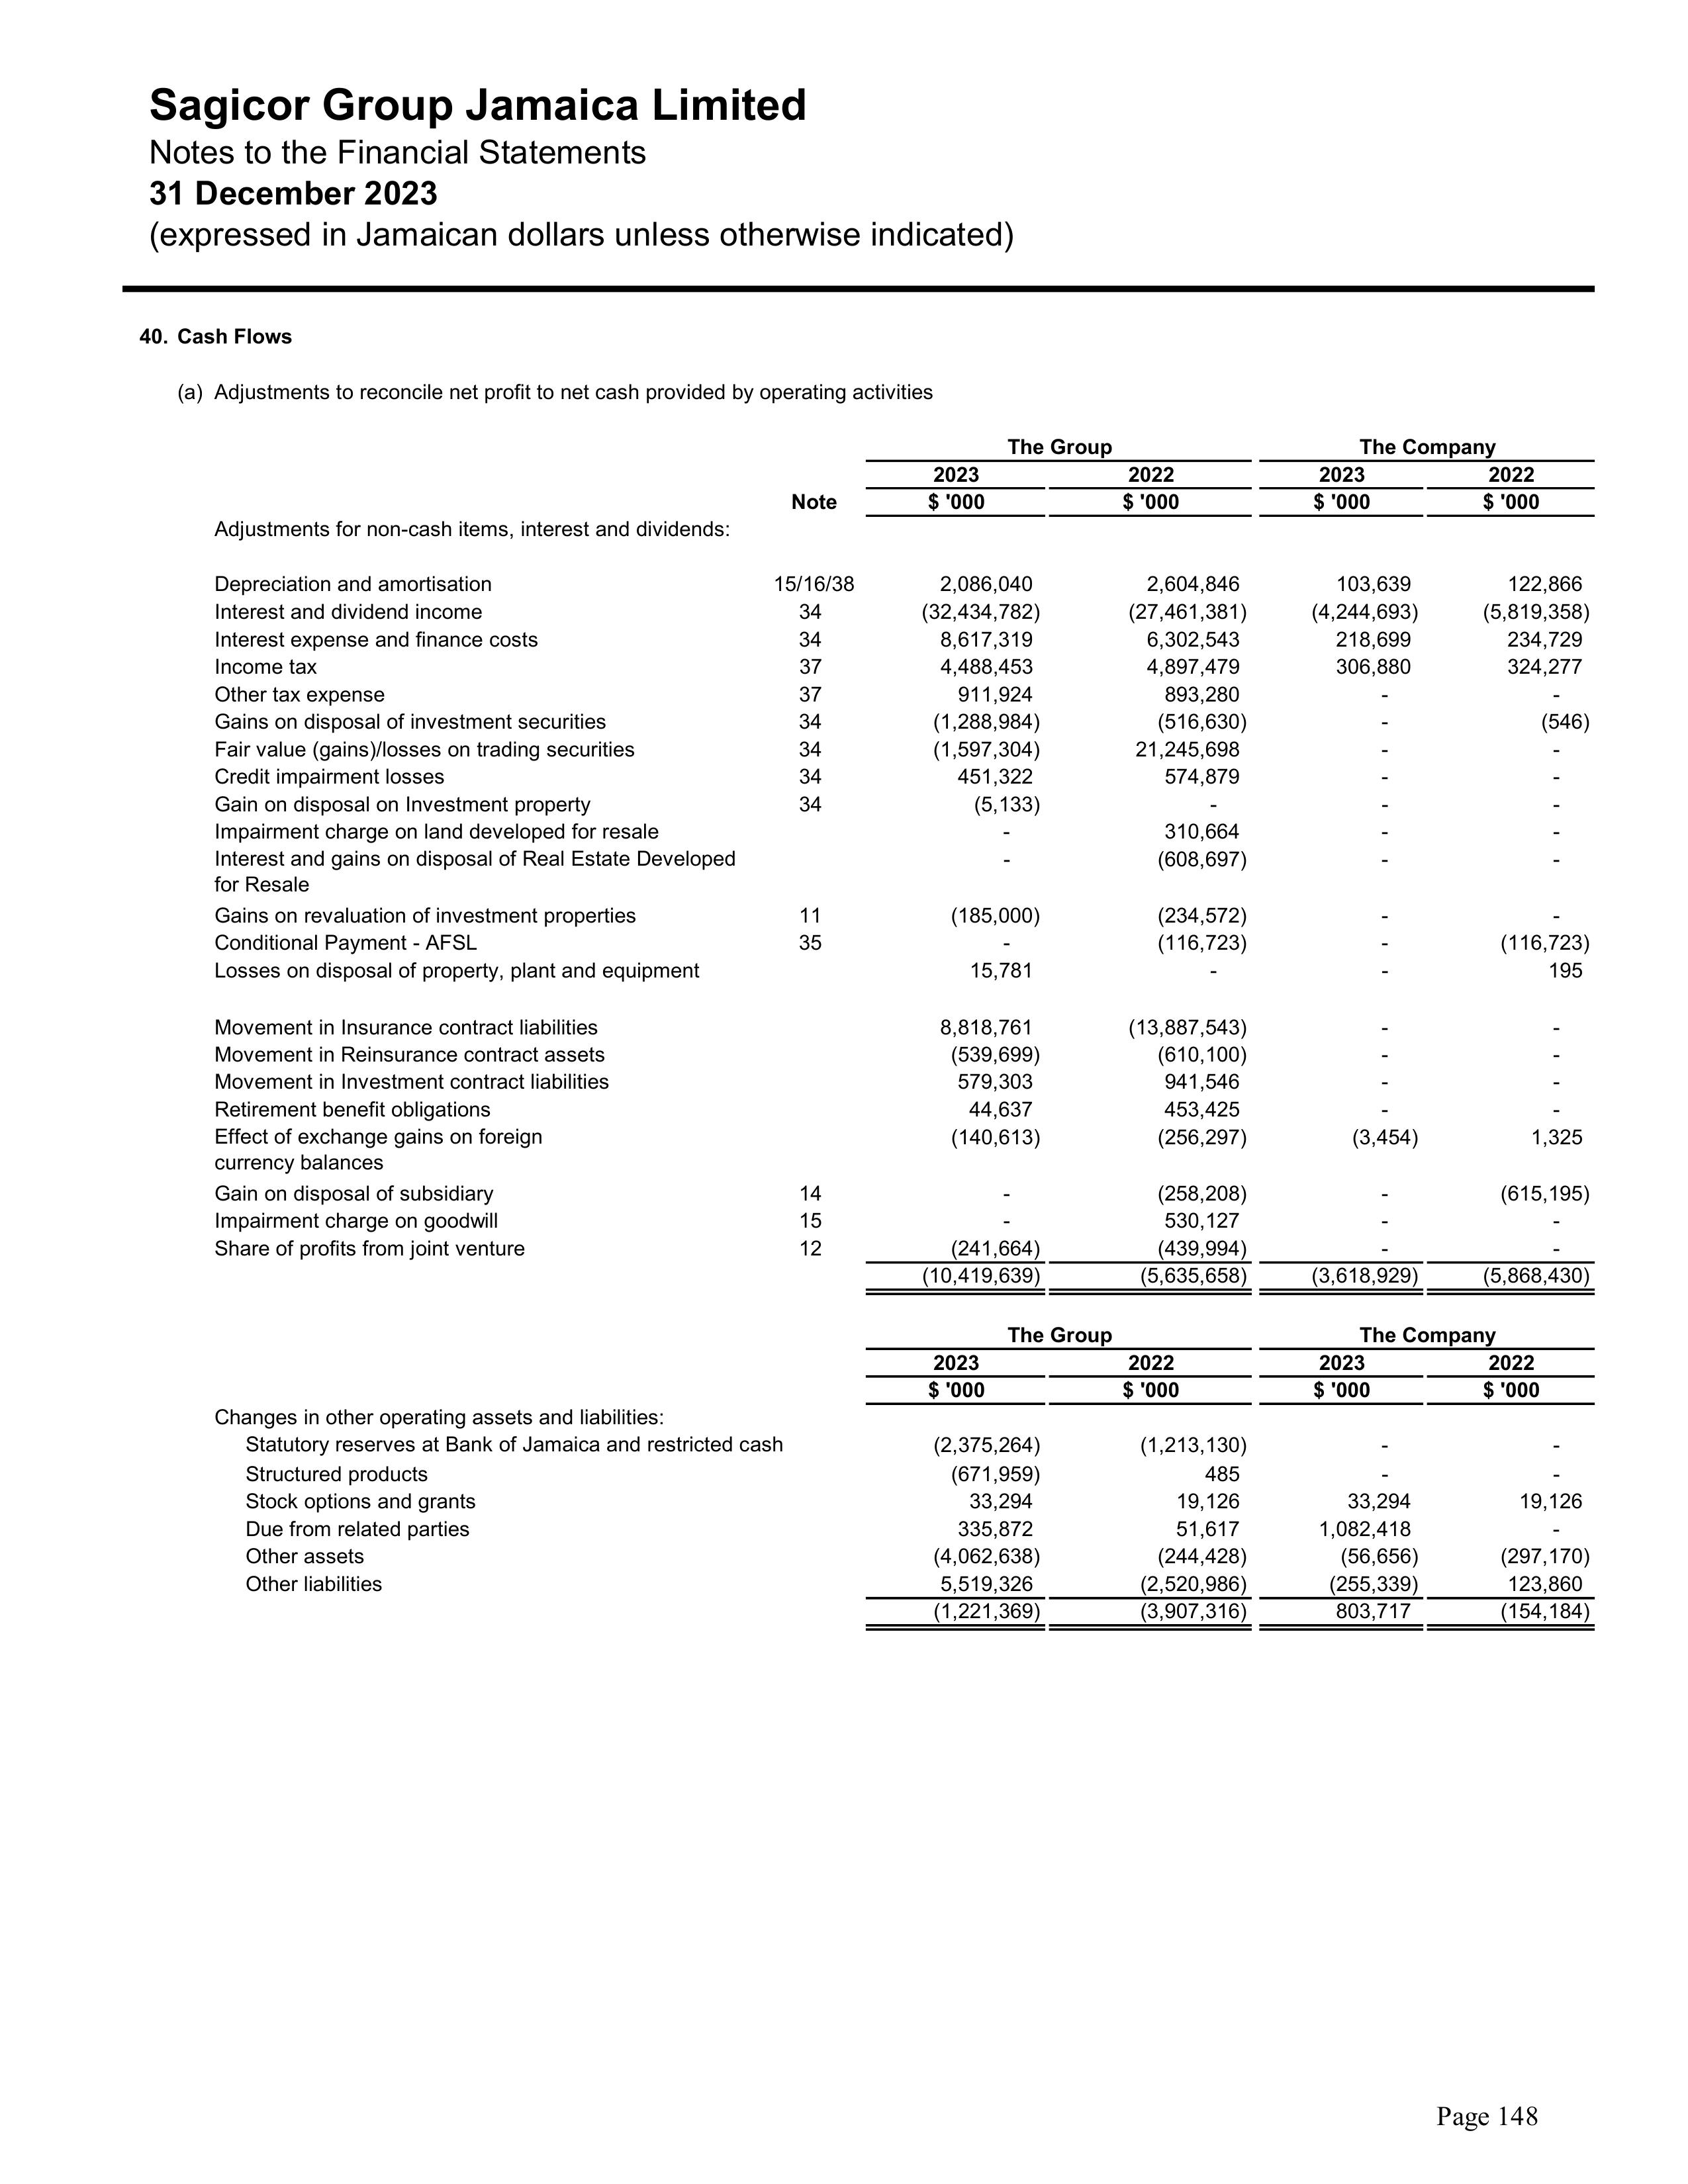 Sagicor Group Jamaica Limited
Notes to the Financial Statements
31 December 2023
(expressed in Jamaican dollars unless otherwise indicated)
40. Cash Flows
(a) Adjustments to reconcile net profit to net cash provided by operating activities
The Group The Company
2023 2022 2023 2022
Note $ '000 $ '000 $ '000 $ '000
Adjustments for non-cash items, interest and dividends:
Depreciation and amortisation 15/16/38 2,086,040 2,604,846 103,639 122,866
Interest and dividend income 34 (32,434,782) (27,461,381) (4,244,693) (5,819,358)
Interest expense and finance costs 34 8,617,319 6,302,543 218,699 234,729
Income tax 37 4,488,453 4,897,479 306,880 324,277
Other tax expense 37 911,924 893,280 - -
Gains on disposal of investment securities 34 (1,288,984) (516,630) - (546)
Fair value (gains)/losses on trading securities 34 (1,597,304) 21,245,698 - -
Credit impairment losses 34 451,322 574,879 - -
Gain on disposal on Investment property 34 (5,133) - - -
Impairment charge on land developed for resale - 310,664 - -
Interest and gains on disposal of Real Estate Developed - (608,697) - -
for Resale
Gains on revaluation of investment properties 11 (185,000) (234,572) - -
Conditional Payment - AFSL 35 - (116,723) - (116,723)
Losses on disposal of property, plant and equipment 15,781 - - 195
Movement in Insurance contract liabilities 8,818,761 (13,887,543) - -
Movement in Reinsurance contract assets (539,699) (610,100) - -
Movement in Investment contract liabilities 579,303 941,546 - -
Retirement benefit obligations 44,637 453,425 - -
Effect of exchange gains on foreign (140,613) (256,297) (3,454) 1,325
currency balances
Gain on disposal of subsidiary 14 - (258,208) - (615,195)
Impairment charge on goodwill 15 - 530,127 - -
Share of profits from joint venture 12 (241,664) (439,994) - -
(10,419,639) (5,635,658) (3,618,929) (5,868,430)
The Group The Company
2023 2022 2023 2022
$ '000 $ '000 $ '000 $ '000
Changes in other operating assets and liabilities:
Statutory reserves at Bank of Jamaica and restricted cash (2,375,264) (1,213,130) - -
Structured products (671,959) 485 - -
Stock options and grants 33,294 19,126 33,294 19,126
Due from related parties 335,872 51,617 1,082,418 -
Other assets (4,062,638) (244,428) (56,656) (297,170)
Other liabilities 5,519,326 (2,520,986) (255,339) 123,860
(1,221,369) (3,907,316) 803,717 (154,184)
Page 148